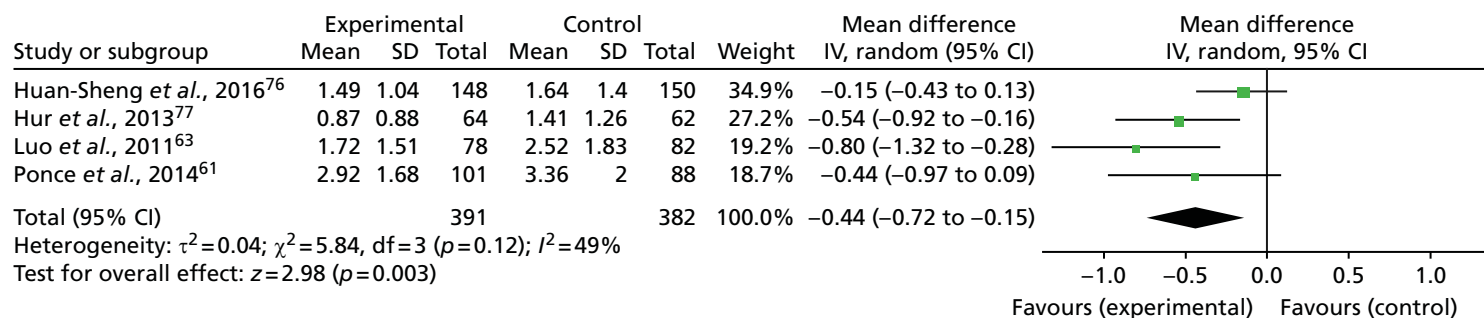 Experimental Control Mean difference Mean difference
Study or subgroup Mean SD Total Mean SD Total Weight IV, random (95% CI) IV, random, 95% CI
Huan-Sheng et al., 2016⁷⁶ 1.49 1.04 148 1.64 1.4 150 34.9% −0.15 (−0.43 to 0.13)
Hur et al., 2013⁷⁷ 0.87 0.88 64 1.41 1.26 62 27.2% −0.54 (−0.92 to −0.16)
Luo et al., 2011⁶³ 1.72 1.51 78 2.52 1.83 82 19.2% −0.80 (−1.32 to −0.28)
Ponce et al., 2014⁶¹ 2.92 1.68 101 3.36 2 88 18.7% −0.44 (−0.97 to 0.09)
Total (95% CI) 391 382 100.0% −0.44 (−0.72 to −0.15)
Heterogeneity: τ²=0.04; χ²=5.84, df=3 (p=0.12); I²=49%
Test for overall effect: z=2.98 (p=0.003)
−1.0 −0.5 0.0 0.5 1.0
Favours (experimental) Favours (control)